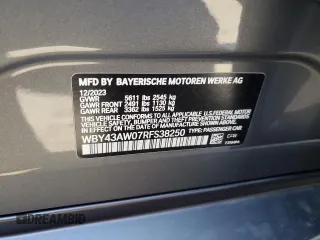 MFD BY BAYERISCHE MOTOREN WERKE AG
12/2023
GVWR 5611 lbs 2545 kg
GAWR FRONT 2491 lbs 1130 kg
GAWR REAR 3362 lbs 1525 kg
THIS VEHICLE CONFORMS TO ALL APPLICABLE U.S. FEDERAL MOTOR
VEHICLE SAFETY, BUMPER, AND THEFT PREVENTION STANDARDS IN
EFFECT ON THE DATE OF MANUFACTURE SHOWN ABOVE.
WBY43AW07RFS38250 TYPE: PASSENGER CAR
DREAMBID